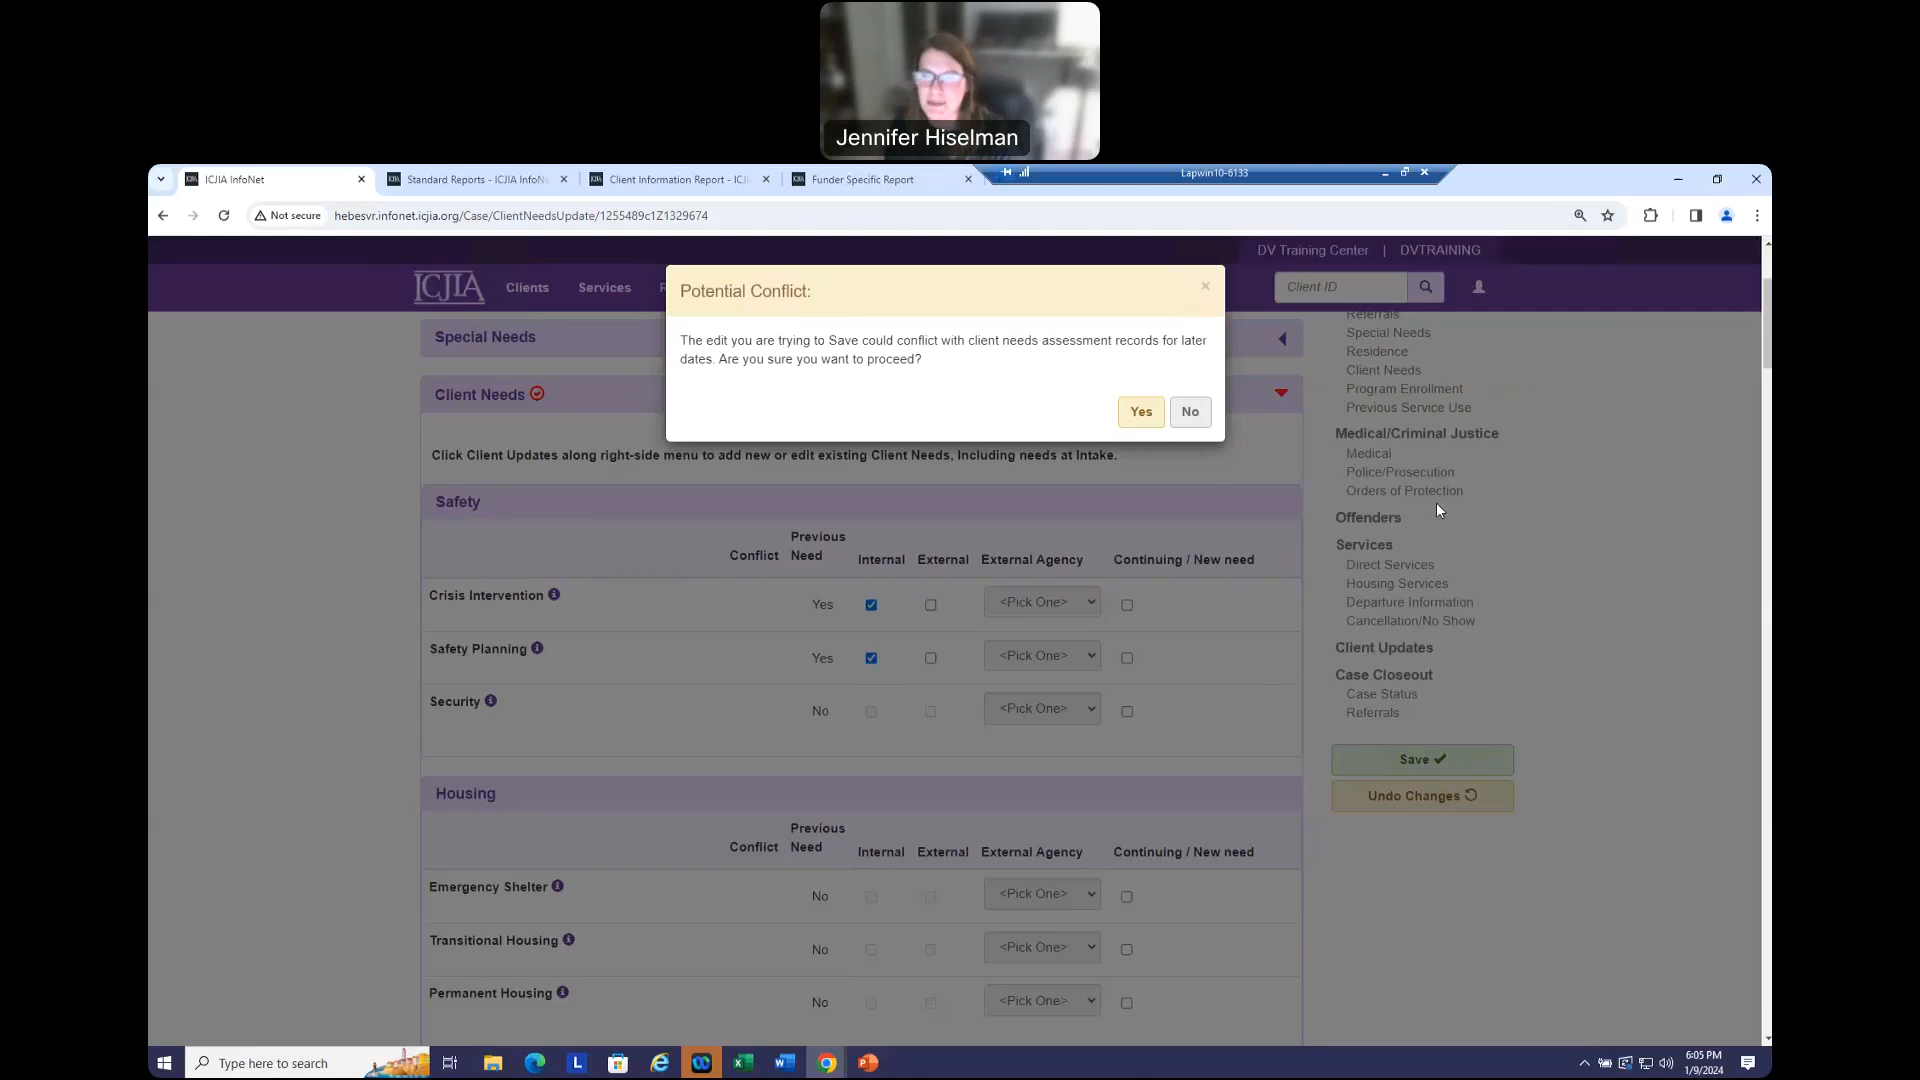 Jennifer Hiselman
ICJIA InfoNet
Standard Reports - ICJIA InfoNe
Client Information Report - ICJI
Funder Specific Report
Lapwin10-6133
Not secure
hebesvr.infonet.icjia.org/Case/ClientNeedsUpdate/1255489c1Z1329674
DV Training Center | DVTRAINING
ICJIA
Clients
Services
Client ID
Potential Conflict:
The edit you are trying to Save could conflict with client needs assessment records for later
dates. Are you sure you want to proceed?
Yes
No
Special Needs
Client Needs
Click Client Updates along right-side menu to add new or edit existing Client Needs, Including needs at Intake.
Safety
Conflict
Previous
Need
Internal
External
External Agency
Continuing / New need
Crisis Intervention
Yes
<Pick One>
Safety Planning
Yes
<Pick One>
Security
No
<Pick One>
Housing
Conflict
Previous
Need
Internal
External
External Agency
Continuing / New need
Emergency Shelter
No
<Pick One>
Transitional Housing
No
<Pick One>
Permanent Housing
No
<Pick One>
Referrals
Special Needs
Residence
Client Needs
Program Enrollment
Previous Service Use
Medical/Criminal Justice
Medical
Police/Prosecution
Orders of Protection
Offenders
Services
Direct Services
Housing Services
Departure Information
Cancellation/No Show
Client Updates
Case Closeout
Case Status
Referrals
Save
Undo Changes
Type here to search
6:05 PM
1/9/2024